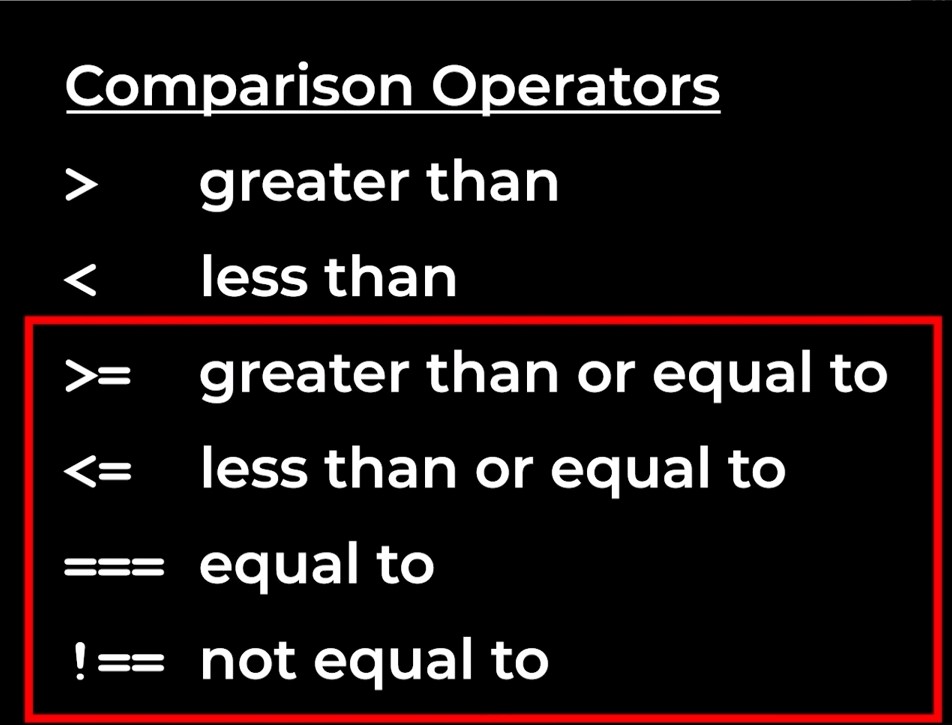 Comparison Operators
> greater than
< less than
>= greater than or equal to
<= less than or equal to
=== equal to
!== not equal to